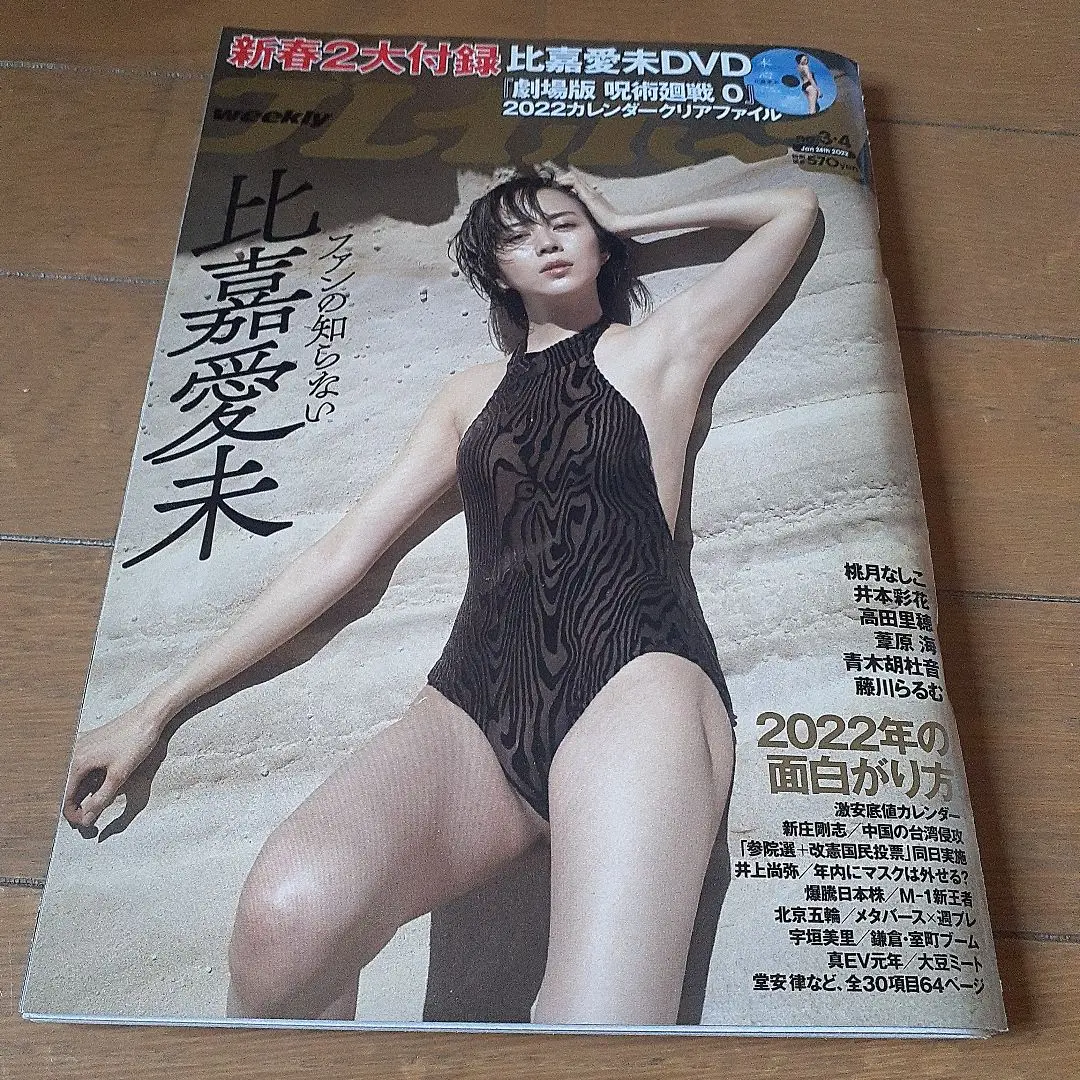 新春2大付録
比嘉愛未DVD
『劇場版 呪術廻戦 0』
2022カレンダークリアファイル
weekly
3・4
Jan 24th 2022
570yen
ファンの知らない
比嘉愛未
桃月なしこ
井本彩花
高田里穂
葦原 海
青木胡杜音
藤川らるむ
2022年の
面白がり方
激安底値カレンダー
新庄剛志／中国の台湾侵攻
「参院選＋改憲国民投票」同日実施
井上尚弥／年内にマスクは外せる？
爆騰日本株／M-1新王者
北京五輪／メタバース×週プレ
宇垣美里／鎌倉・室町ブーム
真EV元年／大豆ミート
堂安 律など、全30項目64ページ